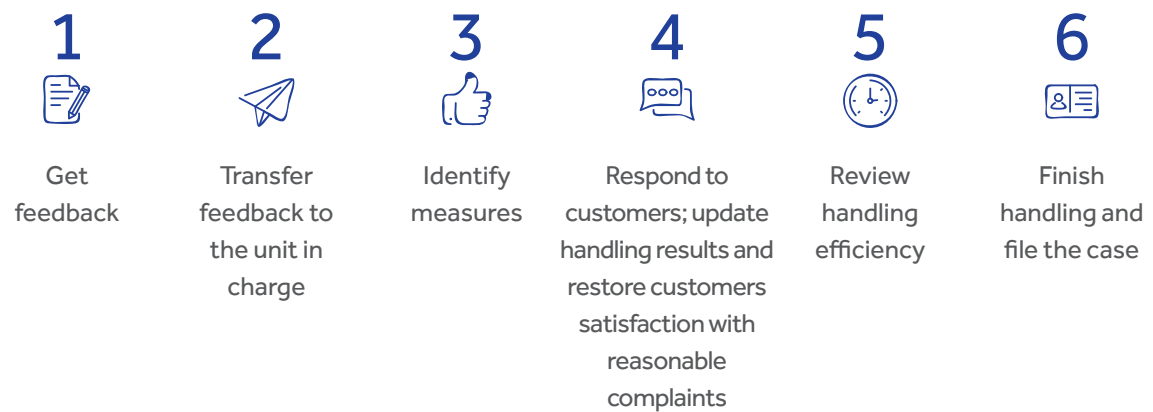 1
Get
feedback
2
Transfer
feedback to
the unit in
charge
3
Identify
measures
4
Respond to
customers; update
handling results and
restore customers
satisfaction with
reasonable
complaints
5
Review
handling
efficiency
6
Finish
handling and
file the case